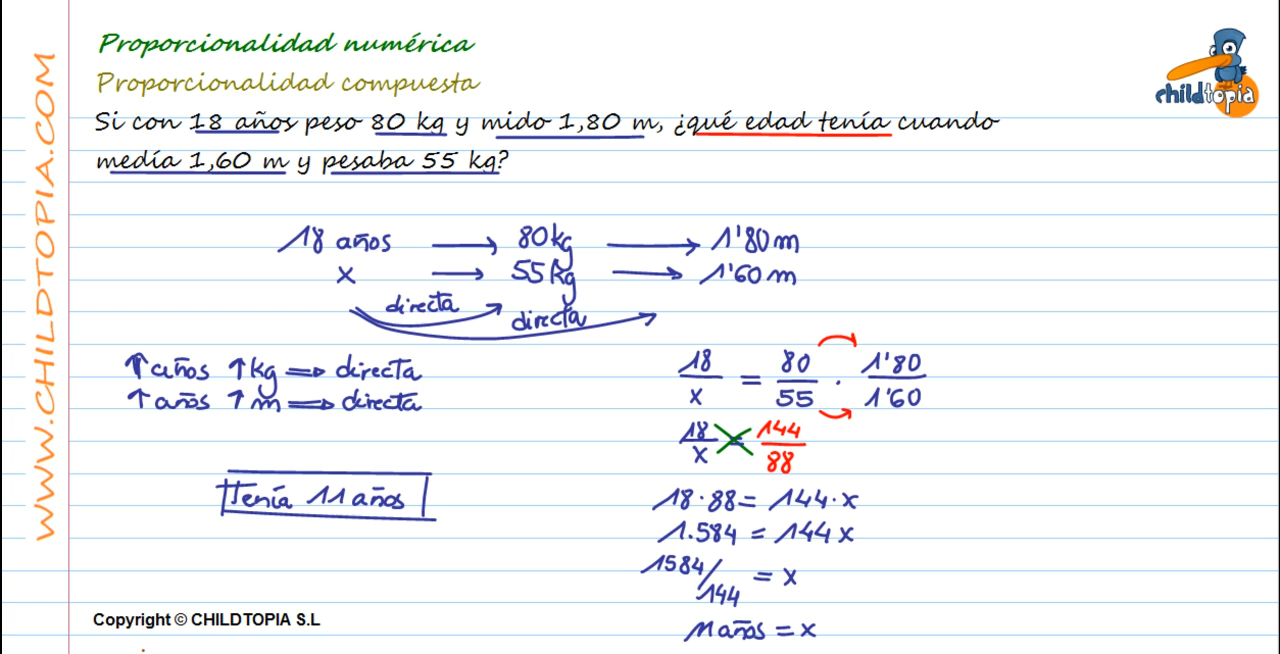 Proporcionalidad numérica
Proporcionalidad compuesta
childtopia
Si con 18 años peso 80 kg y mido 1,80 m, ¿qué edad tenía cuando
medía 1,60 m y pesaba 55 kg?
WWW.CHILDTOPIA.COM
18 años → 80kg → 1'80m
x → 55kg → 1'60m
directa
directa
↑años ↑kg ⇒ directa
↑años ↑m ⇒ directa
18/x = 80/55 · 1'80/1'60
18/x = 144/88
18·88 = 144·x
1.584 = 144x
1584/144 = x
11 años = x
Tenía 11 años
Copyright © CHILDTOPIA S.L